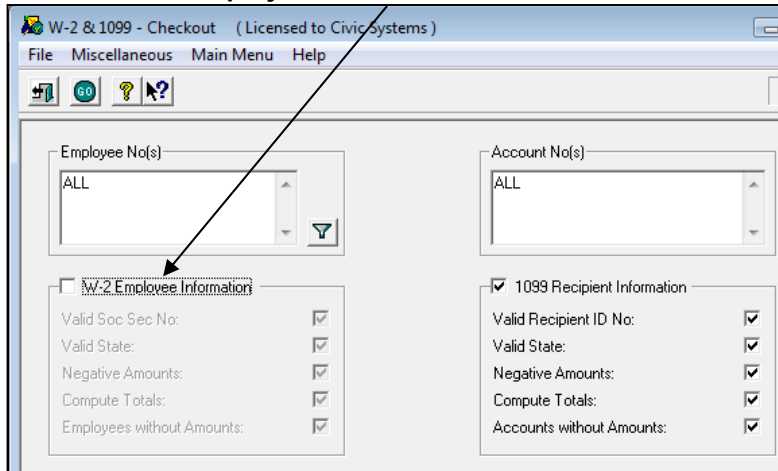 W-2 & 1099 - Checkout ( Licensed to Civic Systems )
File Miscellaneous Main Menu Help
GO ? ?
Employee No(s)
ALL
Account No(s)
ALL
W-2 Employee Information
Valid Soc Sec No:
Valid State:
Negative Amounts:
Compute Totals:
Employees without Amounts:
1099 Recipient Information
Valid Recipient ID No:
Valid State:
Negative Amounts:
Compute Totals:
Accounts without Amounts: